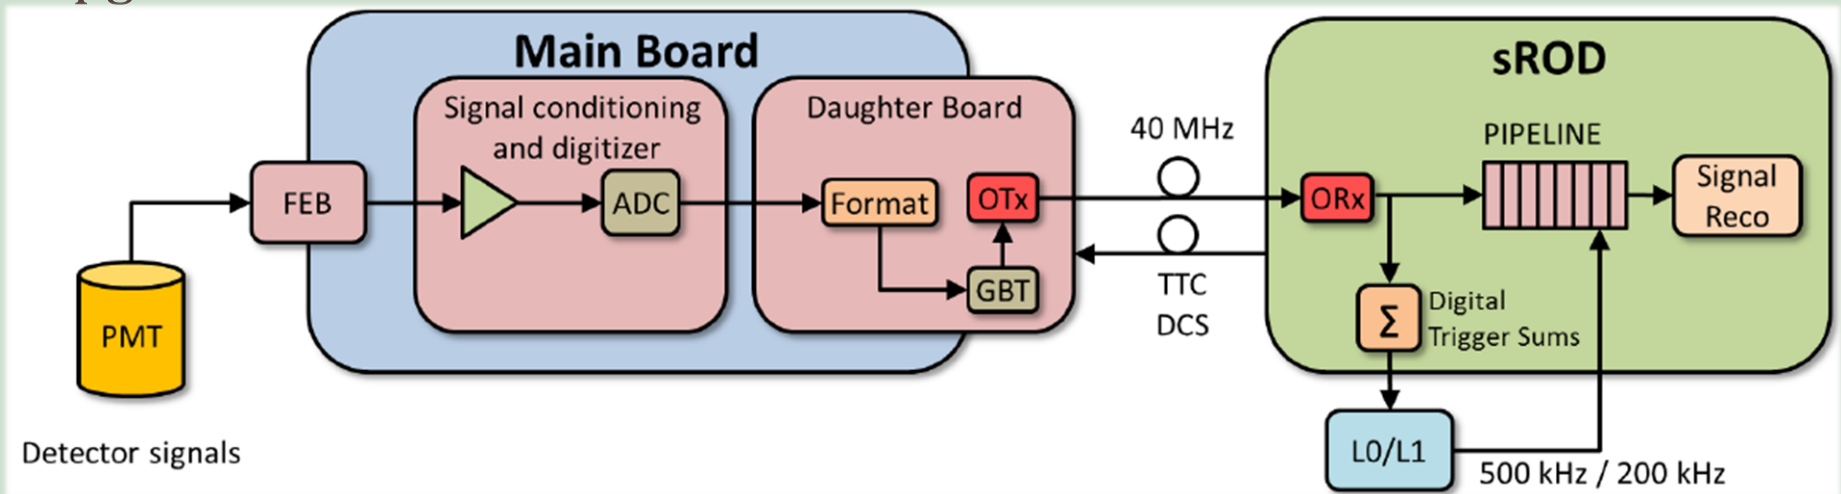 Main Board
sROD
Signal conditioning
and digitizer
Daughter Board
40 MHz
PIPELINE
FEB
ADC
Format
OTx
ORx
Signal
Reco
GBT
TTC
DCS
Σ
Digital
Trigger Sums
PMT
L0/L1
500 kHz / 200 kHz
Detector signals